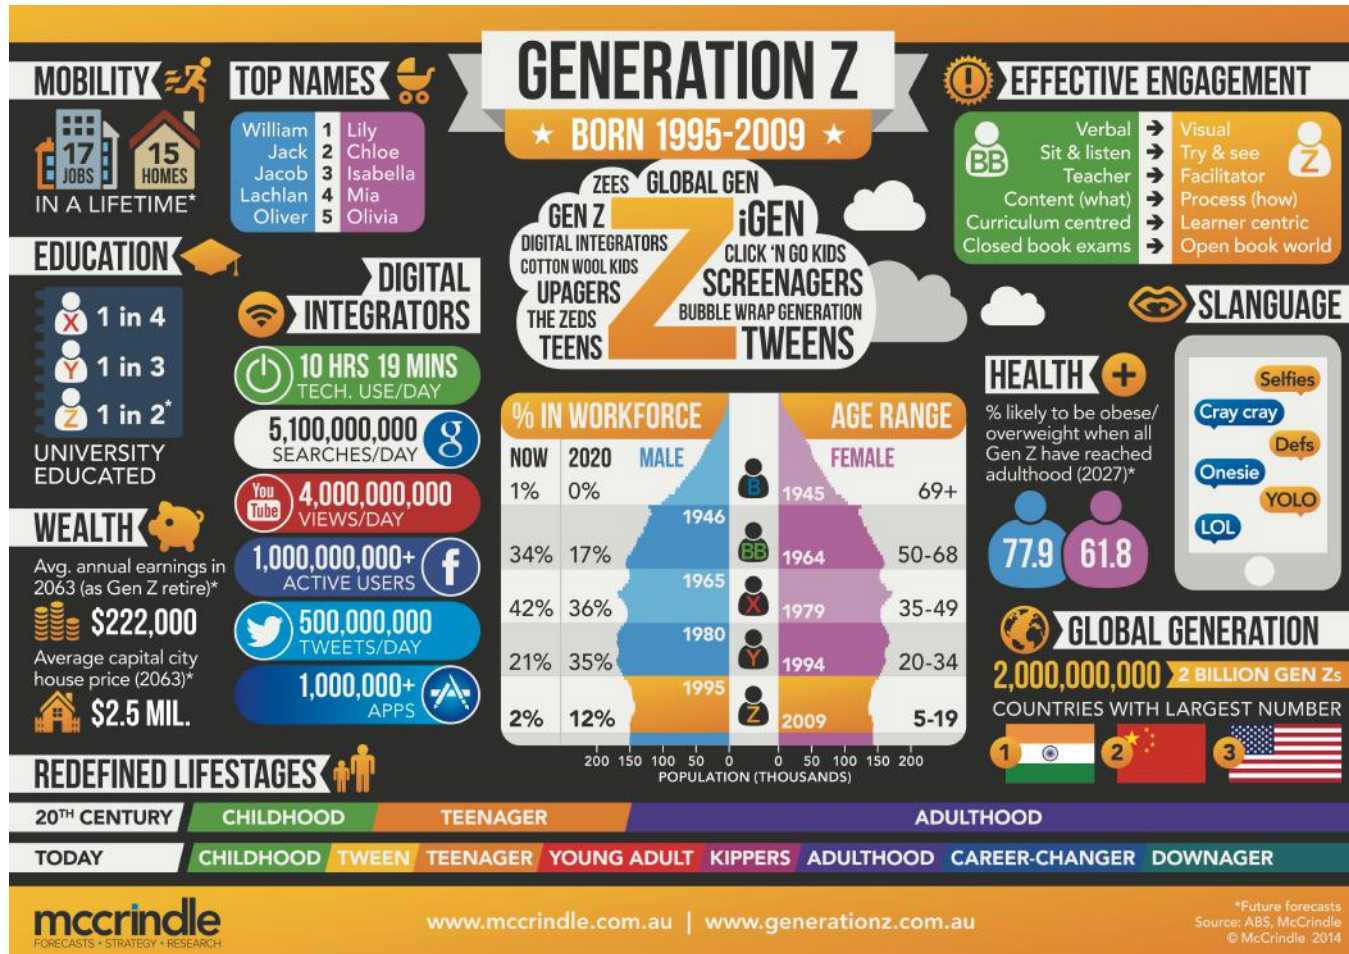 GENERATION Z
BORN 1995-2009
MOBILITY
17
JOBS
15
HOMES
IN A LIFETIME*
TOP NAMES
William 1 Lily
Jack 2 Chloe
Jacob 3 Isabella
Lachlan 4 Mia
Oliver 5 Olivia
EDUCATION
X 1 in 4
Y 1 in 3
Z 1 in 2*
UNIVERSITY
EDUCATED
WEALTH
Avg. annual earnings in
2063 (as Gen Z retire)*
$222,000
Average capital city
house price (2063)*
$2.5 MIL.
DIGITAL
INTEGRATORS
10 HRS 19 MINS
TECH. USE/DAY
5,100,000,000
SEARCHES/DAY
g
You
Tube
4,000,000,000
VIEWS/DAY
1,000,000,000+
ACTIVE USERS
f
500,000,000
TWEETS/DAY
1,000,000+
APPS
ZEES GLOBAL GEN
GEN Z
iGEN
DIGITAL INTEGRATORS
CLICK 'N GO KIDS
COTTON WOOL KIDS
SCREENAGERS
UPAGERS
BUBBLE WRAP GENERATION
THE ZEDS
TEENS
TWEENS
Z
% IN WORKFORCE
AGE RANGE
NOW 2020 MALE FEMALE
1% 0% B 1945 69+
1946
34% 17% BB 1964 50-68
1965
42% 36% X 1979 35-49
1980
21% 35% Y 1994 20-34
1995
2% 12% Z 2009 5-19
200 150 100 50 0 0 50 100 150 200
POPULATION (THOUSANDS)
EFFECTIVE ENGAGEMENT
BB
Z
Verbal → Visual
Sit & listen → Try & see
Teacher → Facilitator
Content (what) → Process (how)
Curriculum centred → Learner centric
Closed book exams → Open book world
HEALTH
% likely to be obese/
overweight when all
Gen Z have reached
adulthood (2027)*
77.9 61.8
SLANGUAGE
Selfies
Cray cray
Defs
Onesie
YOLO
LOL
GLOBAL GENERATION
2,000,000,000 2 BILLION GEN Zs
COUNTRIES WITH LARGEST NUMBER
1 2 3
REDEFINED LIFESTAGES
20TH CENTURY CHILDHOOD TEENAGER ADULTHOOD
TODAY CHILDHOOD TWEEN TEENAGER YOUNG ADULT KIPPERS ADULTHOOD CAREER-CHANGER DOWNAGER
mccrindle
FORECASTS • STRATEGY • RESEARCH
www.mccrindle.com.au | www.generationz.com.au
*Future forecasts
Source: ABS, McCrindle
© McCrindle 2014